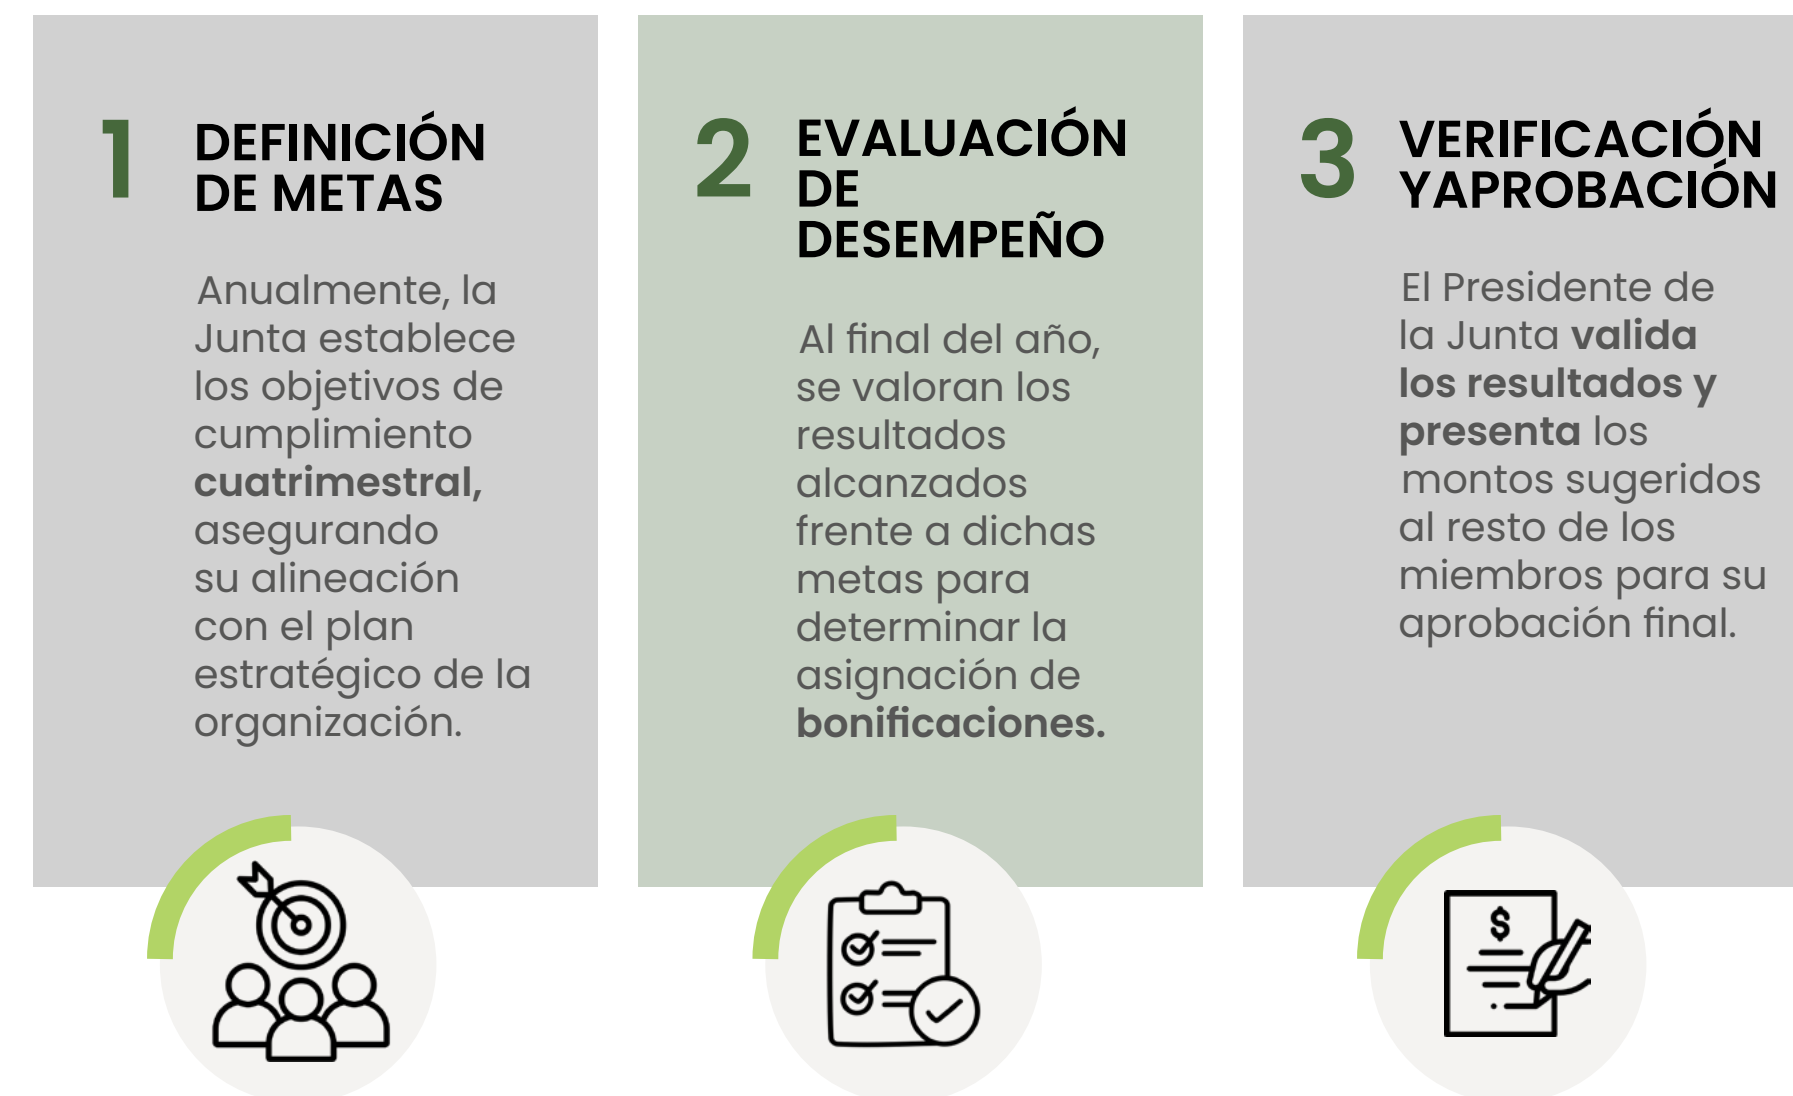 1
DEFINICIÓN
DE METAS
Anualmente, la
Junta establece
los objetivos de
cumplimiento
cuatrimestral,
asegurando
su alineación
con el plan
estratégico de la
organización.
2
EVALUACIÓN
DE
DESEMPEÑO
Al final del año,
se valoran los
resultados
alcanzados
frente a dichas
metas para
determinar la
asignación de
bonificaciones.
3
VERIFICACIÓN
YAPROBACIÓN
El Presidente de
la Junta valida
los resultados y
presenta los
montos sugeridos
al resto de los
miembros para su
aprobación final.
$